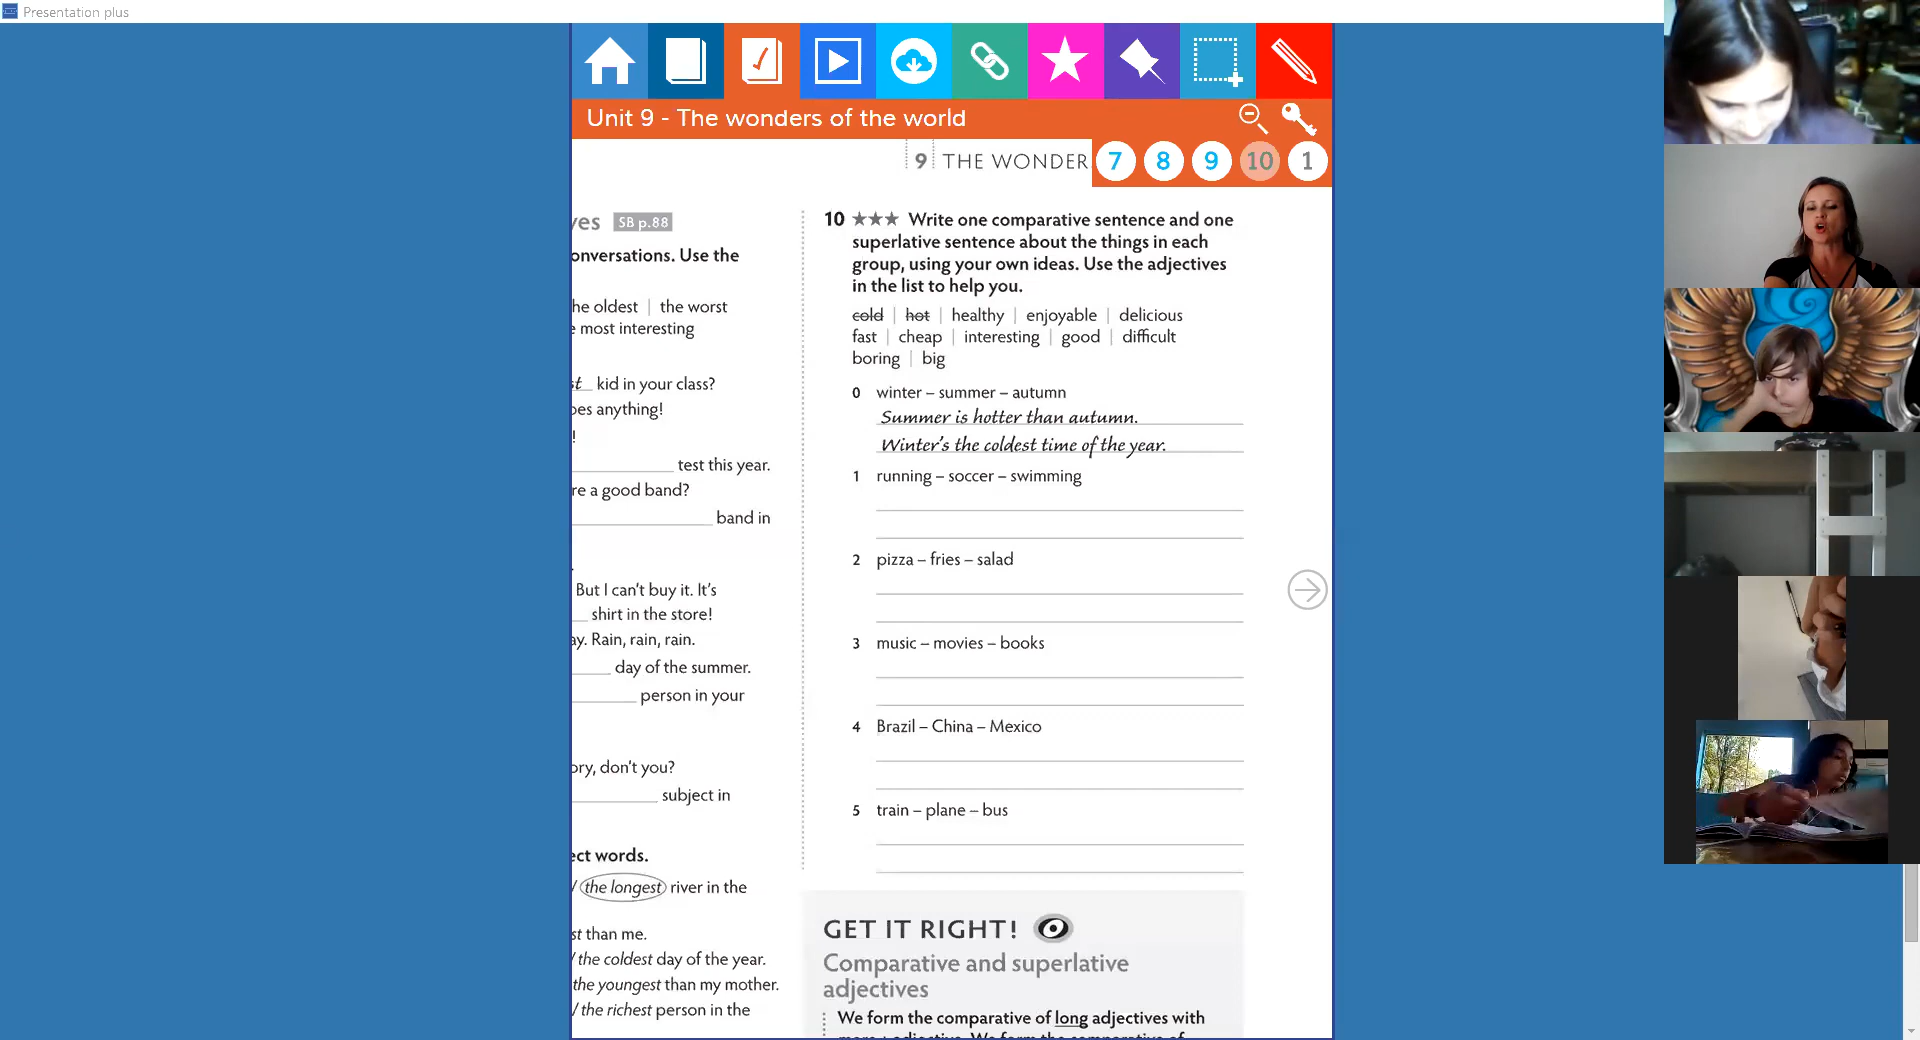 Presentation plus
Unit 9 - The wonders of the world
9 THE WONDER
7 8 9 10 1
SB p.88
onversations. Use the
he oldest | the worst
most interesting
st kid in your class?
oes anything!
!
test this year.
re a good band?
band in
.
But I can't buy it. It's
shirt in the store!
ay. Rain, rain, rain.
day of the summer.
person in your
ory, don't you?
subject in
ect words.
/ the longest river in the
st than me.
/ the coldest day of the year.
the youngest than my mother.
/ the richest person in the
10 ★★★ Write one comparative sentence and one
superlative sentence about the things in each
group, using your own ideas. Use the adjectives
in the list to help you.
cold | hot | healthy | enjoyable | delicious
fast | cheap | interesting | good | difficult
boring | big
0 winter – summer – autumn
Summer is hotter than autumn.
Winter's the coldest time of the year.
1 running – soccer – swimming
2 pizza – fries – salad
3 music – movies – books
4 Brazil – China – Mexico
5 train – plane – bus
GET IT RIGHT!
Comparative and superlative
adjectives
We form the comparative of long adjectives with